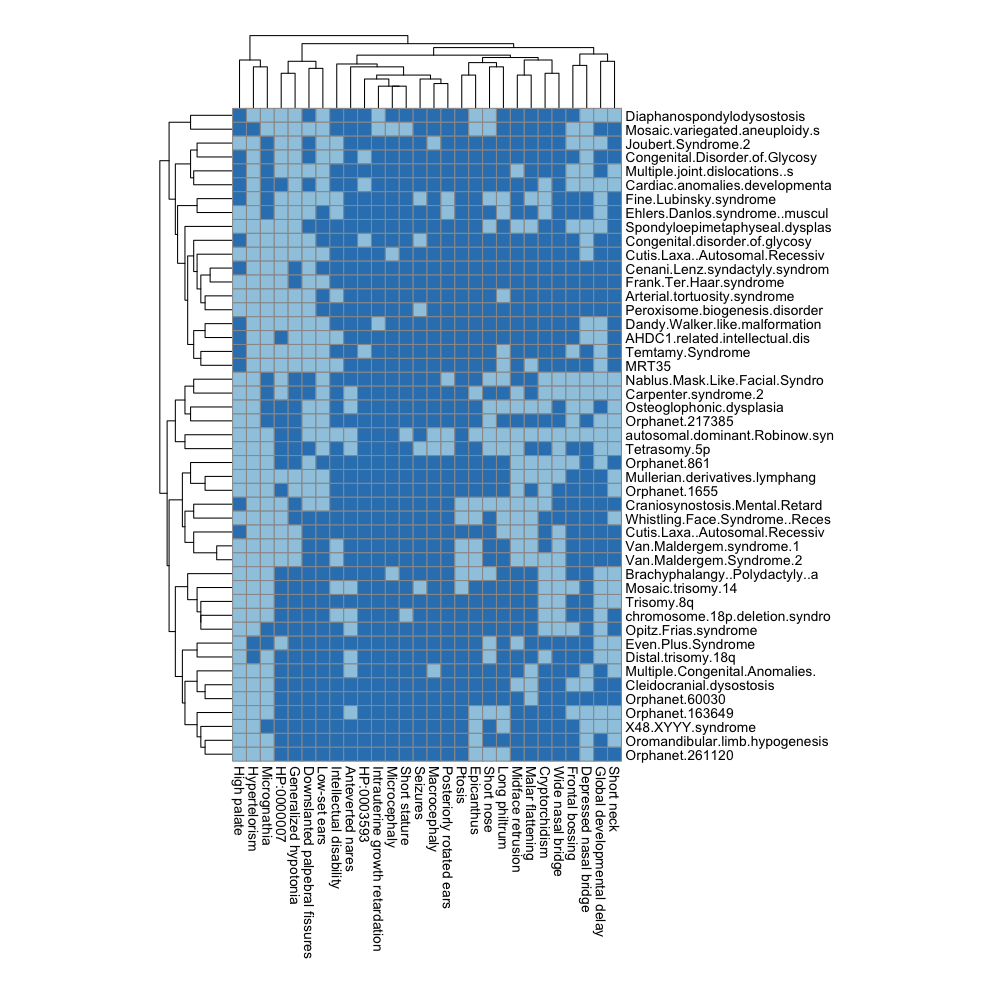 Diaphanospondylodysostosis
Mosaic.variegated.aneuploidy.s
Joubert.Syndrome.2
Congenital.Disorder.of.Glycosy
Multiple.joint.dislocations..s
Cardiac.anomalies.developmenta
Fine.Lubinsky.syndrome
Ehlers.Danlos.syndrome..muscul
Spondyloepimetaphyseal.dysplas
Congenital.disorder.of.glycosy
Cutis.Laxa..Autosomal.Recessiv
Cenani.Lenz.syndactyly.syndrom
Frank.Ter.Haar.syndrome
Arterial.tortuosity.syndrome
Peroxisome.biogenesis.disorder
Dandy.Walker.like.malformation
AHDC1.related.intellectual.dis
Temtamy.Syndrome
MRT35
Nablus.Mask.Like.Facial.Syndro
Carpenter.syndrome.2
Osteoglophonic.dysplasia
Orphanet.217385
autosomal.dominant.Robinow.syn
Tetrasomy.5p
Orphanet.861
Mullerian.derivatives.lymphang
Orphanet.1655
Craniosynostosis.Mental.Retard
Whistling.Face.Syndrome..Reces
Cutis.Laxa..Autosomal.Recessiv
Van.Maldergem.syndrome.1
Van.Maldergem.Syndrome.2
Brachyphalangy..Polydactyly..a
Mosaic.trisomy.14
Trisomy.8q
chromosome.18p.deletion.syndro
Opitz.Frias.syndrome
Even.Plus.Syndrome
Distal.trisomy.18q
Multiple.Congenital.Anomalies.
Cleidocranial.dysostosis
Orphanet.60030
Orphanet.163649
X48.XYYY.syndrome
Oromandibular.limb.hypogenesis
Orphanet.261120
High palate
Hypertelorism
Micrognathia
HP:0000007
Generalized hypotonia
Downslanted palpebral fissures
Low-set ears
Intellectual disability
Anteverted nares
HP:0003593
Intrauterine growth retardation
Microcephaly
Short stature
Seizures
Macrocephaly
Posteriorly rotated ears
Ptosis
Epicanthus
Short nose
Long philtrum
Midface retrusion
Malar flattening
Cryptorchidism
Wide nasal bridge
Frontal bossing
Depressed nasal bridge
Global developmental delay
Short neck